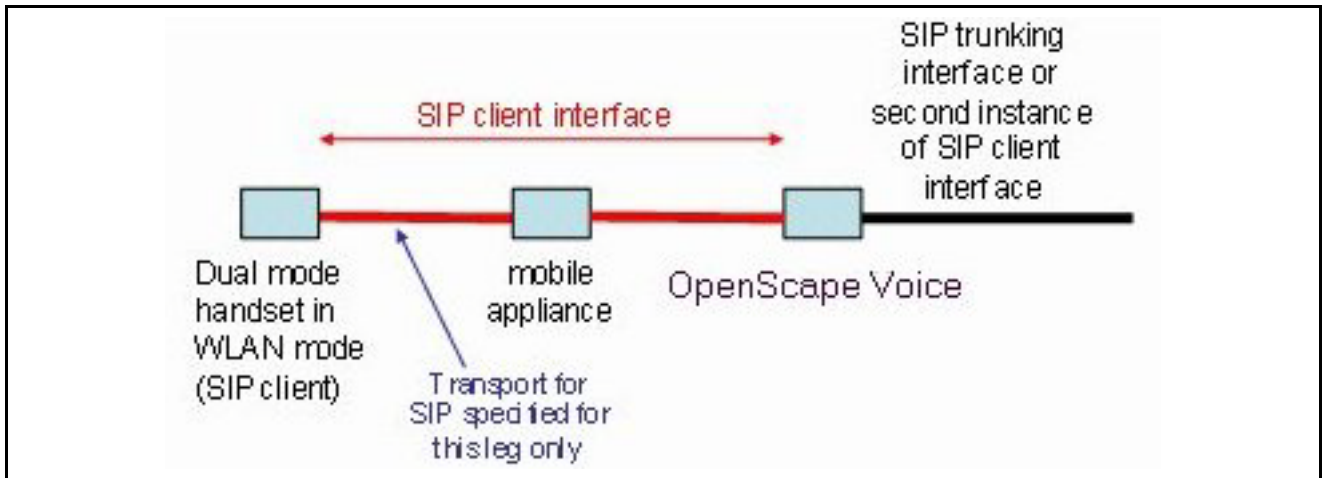 SIP trunking
interface or
second instance
of SIP client
interface
SIP client interface
Dual mode
handset in
WLAN mode
(SIP client)
mobile
appliance
OpenScape Voice
Transport for
SIP specified for
this leg only